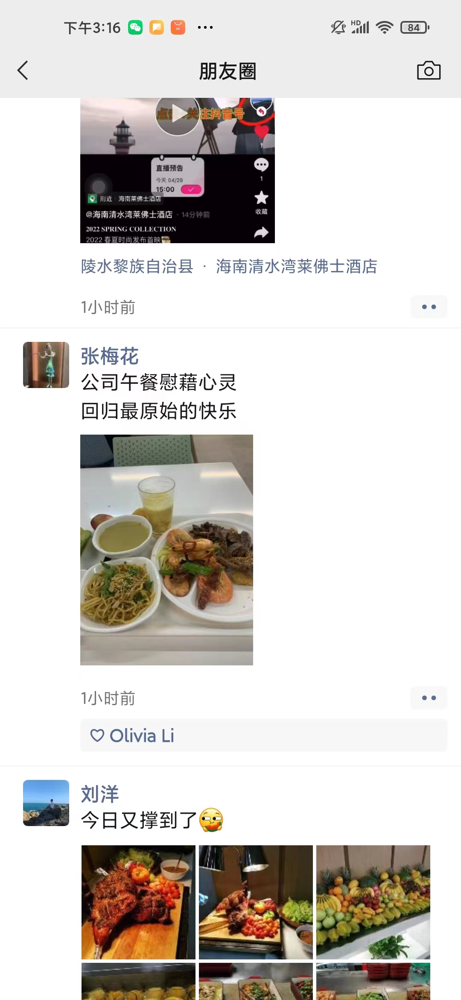 下午3:16
HD
84
朋友圈
点击+关注抖音号
1
直播预告
1
今天 04/29
15:00
附近 海南莱佛士酒店
收藏
@海南清水湾莱佛士酒店 · 14分钟前
2022 SPRING COLLECTION
2022 春夏时尚发布首映
陵水黎族自治县 · 海南清水湾莱佛士酒店
1小时前
张梅花
公司午餐慰藉心灵
回归最原始的快乐
1小时前
Olivia Li
刘洋
今日又撑到了